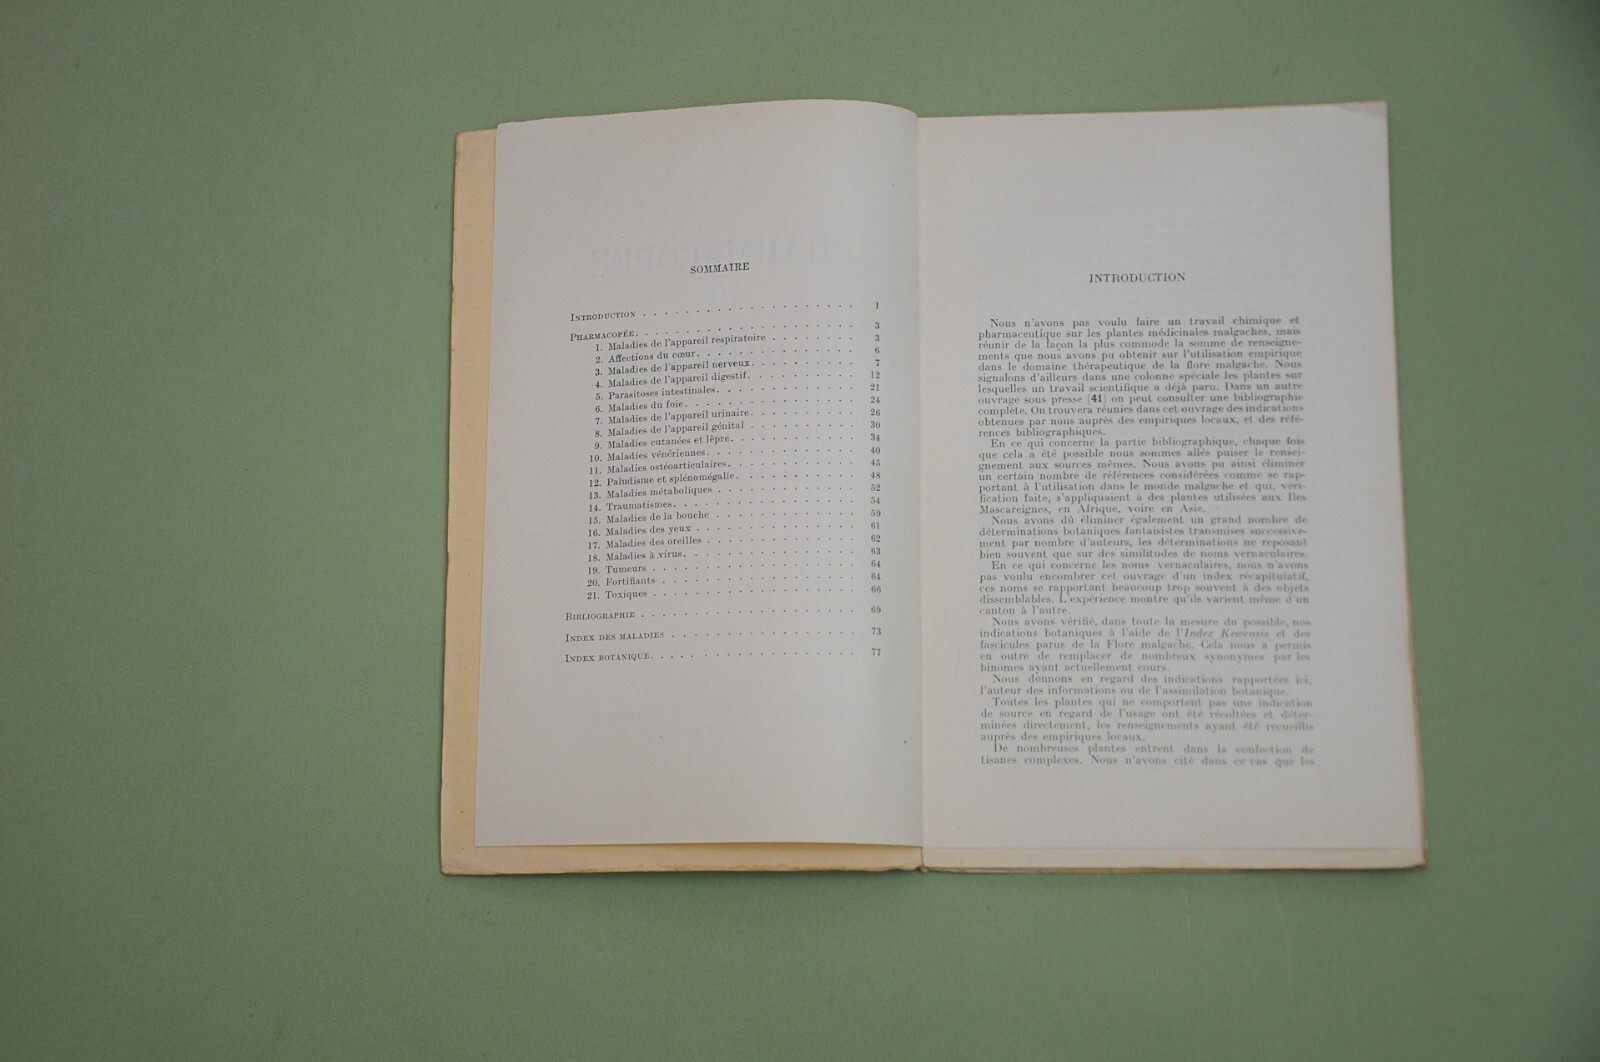 SOMMAIRE
INTRODUCTION . . . . . . . . . . . . . . . . . . . . 1
PHARMACOPÉE. . . . . . . . . . . . . . . . . . . . . 3
1. Maladies de l'appareil respiratoire . . . . . . . . 3
2. Affections du cœur. . . . . . . . . . . . . 6
3. Maladies de l'appareil nerveux. . . . . . . . . . 7
4. Maladies de l'appareil digestif. . . . . . . . . . 12
5. Parasitoses intestinales. . . . . . . . . . . . 21
6. Maladies du foie. . . . . . . . . . . . . . 24
7. Maladies de l'appareil urinaire. . . . . . . . . . 26
8. Maladies de l'appareil génital . . . . . . . . . . 30
9. Maladies cutanées et lèpre. . . . . . . . . . . 34
10. Maladies vénériennes. . . . . . . . . . . . . 40
11. Maladies ostéoarticulaires. . . . . . . . . . . 45
12. Paludisme et splénomégalie. . . . . . . . . . . 48
13. Maladies métaboliques . . . . . . . . . . . . 52
14. Traumatismes. . . . . . . . . . . . . . . 54
15. Maladies de la bouche . . . . . . . . . . . . 59
16. Maladies des yeux . . . . . . . . . . . . . 61
17. Maladies des oreilles . . . . . . . . . . . . 62
18. Maladies à virus. . . . . . . . . . . . . . 63
19. Tumeurs . . . . . . . . . . . . . . . . 64
20. Fortifiants . . . . . . . . . . . . . . . 64
21. Toxiques . . . . . . . . . . . . . . . . 66
BIBLIOGRAPHIE . . . . . . . . . . . . . . . . . . . 69
INDEX DES MALADIES . . . . . . . . . . . . . . . . . 73
INDEX BOTANIQUE. . . . . . . . . . . . . . . . . . . 77
INTRODUCTION
Nous n'avons pas voulu faire un travail chimique et
pharmaceutique sur les plantes médicinales malgaches, mais
réunir de la façon la plus commode la somme de renseigne-
ments que nous avons pu obtenir sur l'utilisation empirique
dans le domaine thérapeutique de la flore malgache. Nous
signalons d'ailleurs dans une colonne spéciale les plantes sur
lesquelles un travail scientifique a déjà paru. Dans un autre
ouvrage sous presse (41) on peut consulter une bibliographie
complète. On trouvera réunies dans cet ouvrage des indications
obtenues par nous auprès des empiriques locaux, et des réfé-
rences bibliographiques.
En ce qui concerne la partie bibliographique, chaque fois
que cela a été possible nous sommes allés puiser le rensei-
gnement aux sources mêmes. Nous avons pu ainsi éliminer
un certain nombre de références considérées comme se rap-
portant à l'utilisation dans le monde malgache et qui, véri-
fication faite, s'appliquaient à des plantes utilisées aux Iles
Mascareignes, en Afrique, voire en Asie.
Nous avons dû éliminer également un grand nombre de
déterminations botaniques fantaisistes transmises successive-
ment par nombre d'auteurs, les déterminations ne reposant
bien souvent que sur des similitudes de noms vernaculaires.
En ce qui concerne les noms vernaculaires, nous n'avons
pas voulu encombrer cet ouvrage d'un index récapitulatif,
ces noms se rapportant beaucoup trop souvent à des objets
dissemblables. L'expérience montre qu'ils varient même d'un
canton à l'autre.
Nous avons vérifié, dans toute la mesure du possible, nos
indications botaniques à l'aide de l'Index Kewensis et des
fascicules parus de la Flore malgache. Cela nous a permis
en outre de remplacer de nombreux synonymes par les
binomes ayant actuellement cours.
Nous donnons en regard des indications rapportées ici,
l'auteur des informations ou de l'assimilation botanique.
Toutes les plantes qui ne comportent pas une indication
de source en regard de l'usage ont été récoltées et déter-
minées directement, les renseignements ayant été recueillis
auprès des empiriques locaux.
De nombreuses plantes entrent dans la confection de
tisanes complexes. Nous n'avons cité dans ce cas que les